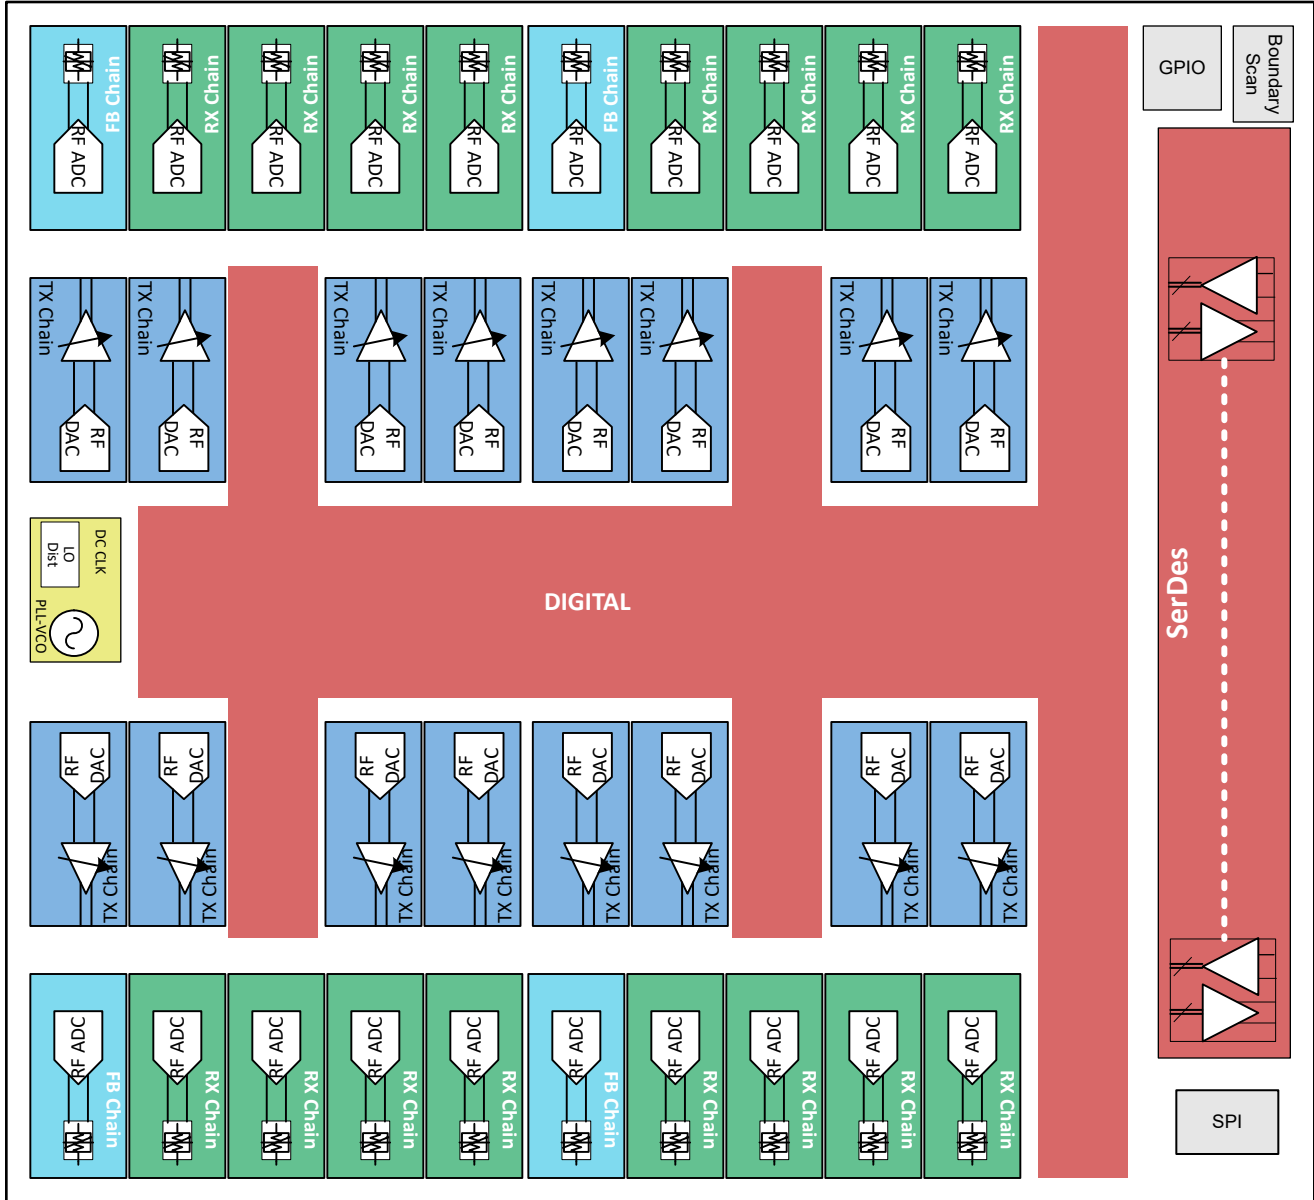 FB Chain
RF ADC
RX Chain
RF ADC
RX Chain
RF ADC
RX Chain
RF ADC
RX Chain
RF ADC
FB Chain
RF ADC
RX Chain
RF ADC
RX Chain
RF ADC
RX Chain
RF ADC
RX Chain
RF ADC
GPIO
Boundary
Scan
TX Chain
RF
DAC
TX Chain
RF
DAC
TX Chain
RF
DAC
TX Chain
RF
DAC
TX Chain
RF
DAC
TX Chain
RF
DAC
TX Chain
RF
DAC
TX Chain
RF
DAC
DC CLK
LO
Dist
PLL-VCO
DIGITAL
SerDes
RF
DAC
TX Chain
RF
DAC
TX Chain
RF
DAC
TX Chain
RF
DAC
TX Chain
RF
DAC
TX Chain
RF
DAC
TX Chain
RF
DAC
TX Chain
RF
DAC
TX Chain
RF ADC
FB Chain
RF ADC
RX Chain
RF ADC
RX Chain
RF ADC
RX Chain
RF ADC
RX Chain
RF ADC
FB Chain
RF ADC
RX Chain
RF ADC
RX Chain
RF ADC
RX Chain
RF ADC
RX Chain
SPI